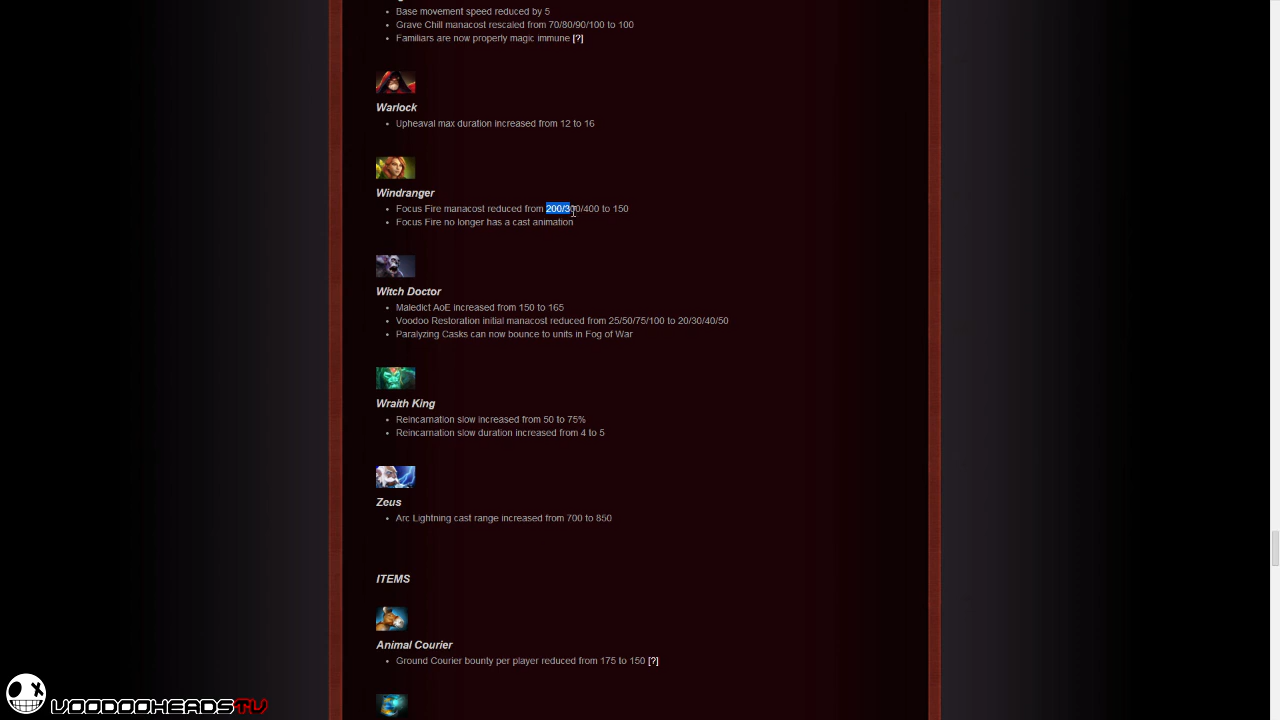 • Base movement speed reduced by 5
• Grave Chill manacost rescaled from 70/80/90/100 to 100
• Familiars are now properly magic immune [?]
Warlock
• Upheaval max duration increased from 12 to 16
Windranger
• Focus Fire manacost reduced from 200/300/400 to 150
• Focus Fire no longer has a cast animation
Witch Doctor
• Maledict AoE increased from 150 to 165
• Voodoo Restoration initial manacost reduced from 25/50/75/100 to 20/30/40/50
• Paralyzing Casks can now bounce to units in Fog of War
Wraith King
• Reincarnation slow increased from 50 to 75%
• Reincarnation slow duration increased from 4 to 5
Zeus
• Arc Lightning cast range increased from 700 to 850
ITEMS
Animal Courier
• Ground Courier bounty per player reduced from 175 to 150 [?]
VOODOOHEADSTV